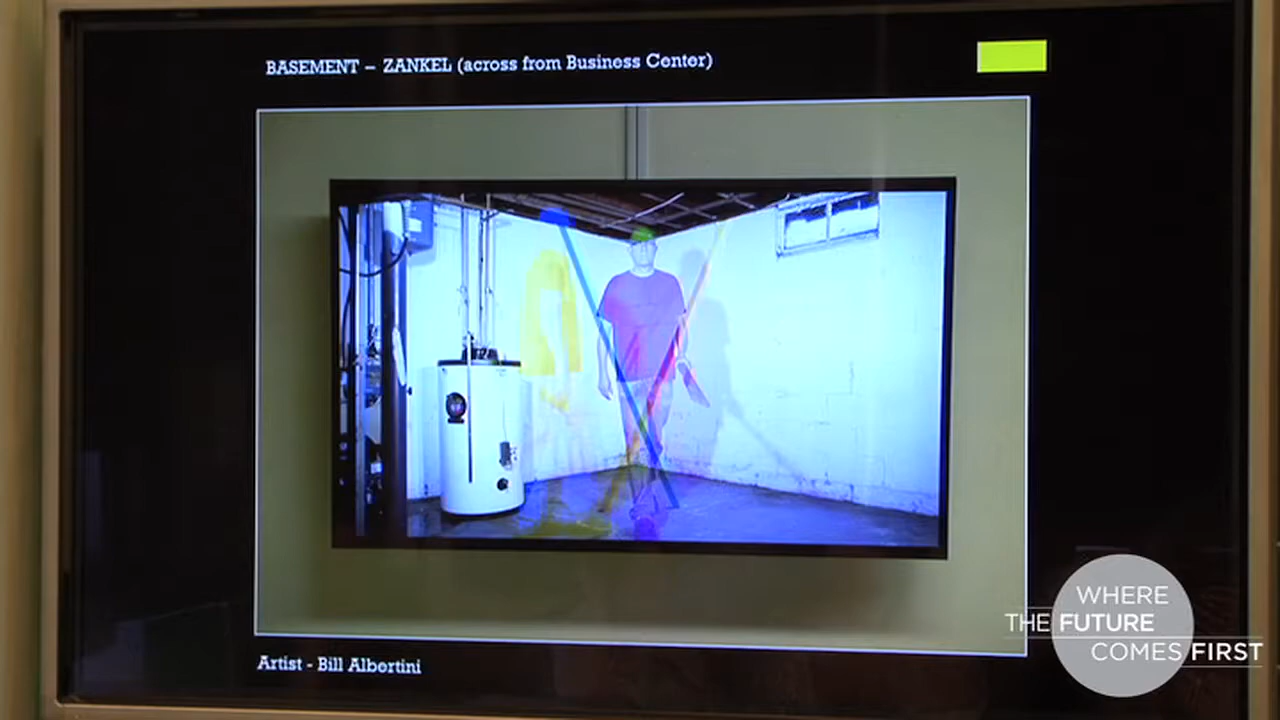 BASEMENT – ZANKEL (across from Business Center)
Artist - Bill Albertini
WHERE
THE FUTURE
COMES FIRST